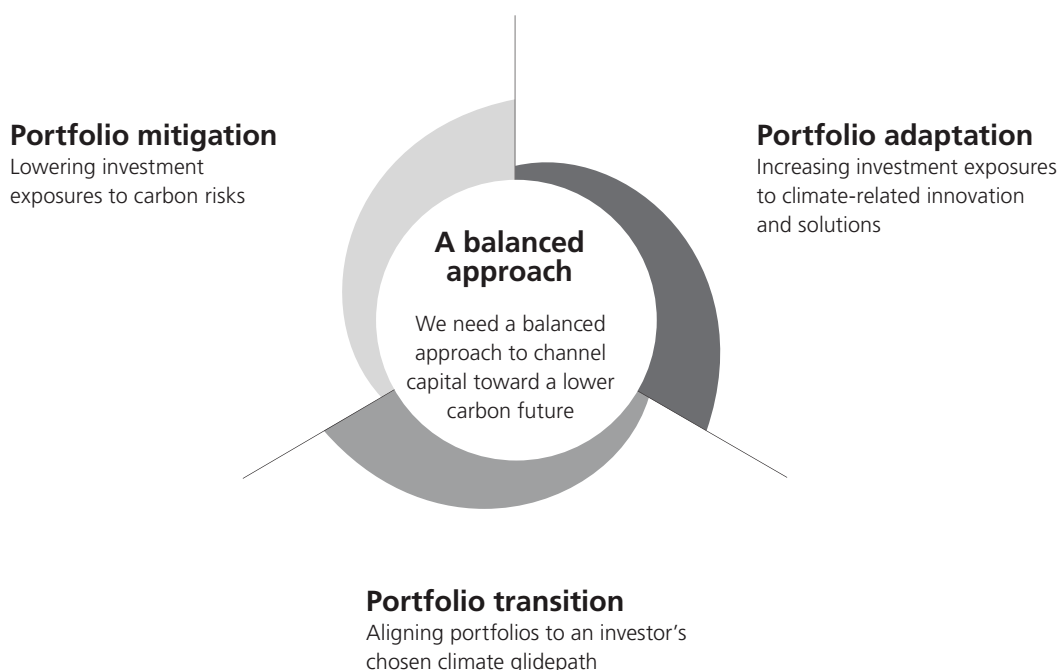 Portfolio mitigation
Lowering investment
exposures to carbon risks
Portfolio adaptation
Increasing investment exposures
to climate-related innovation
and solutions
A balanced
approach
We need a balanced
approach to channel
capital toward a lower
carbon future
Portfolio transition
Aligning portfolios to an investor’s
chosen climate glidepath